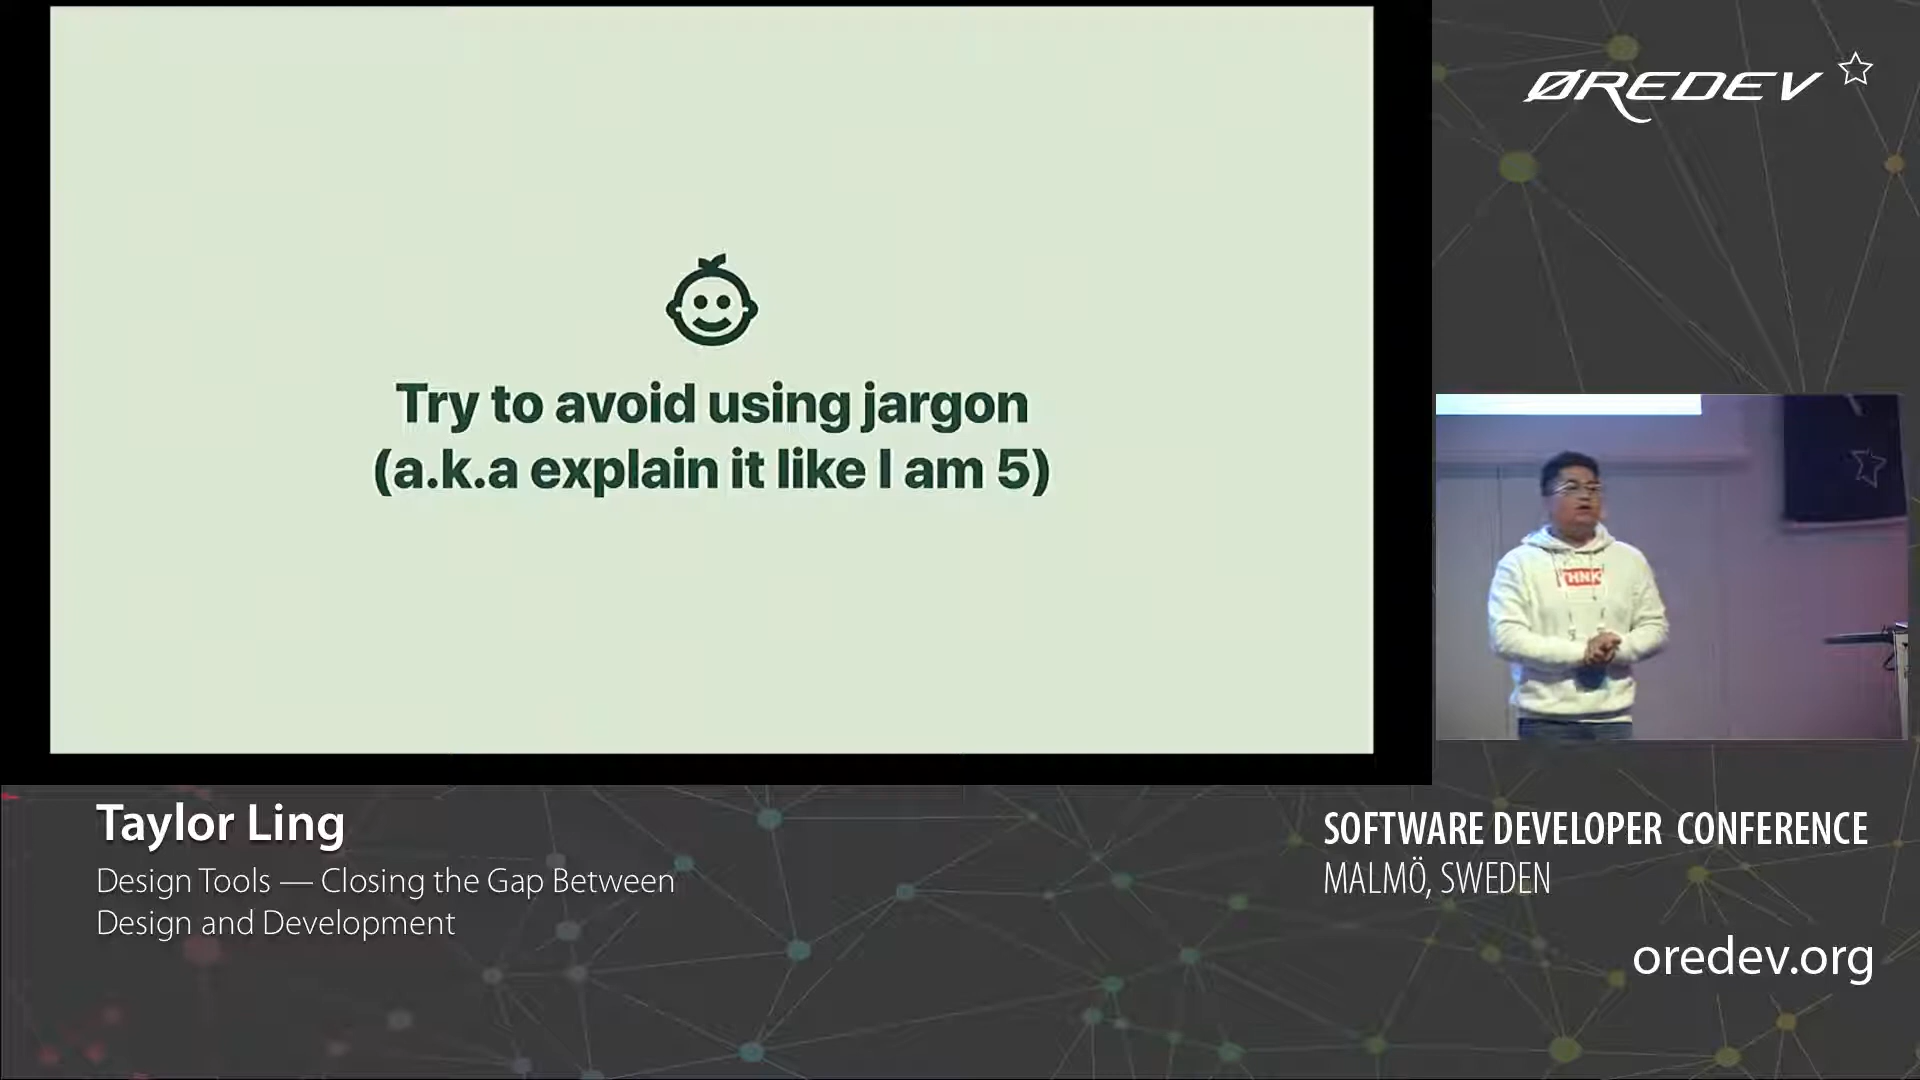 Try to avoid using jargon
(a.k.a explain it like I am 5)
ØREDEV
THNK
Taylor Ling
Design Tools — Closing the Gap Between
Design and Development
SOFTWARE DEVELOPER CONFERENCE
MALMÖ, SWEDEN
oredev.org